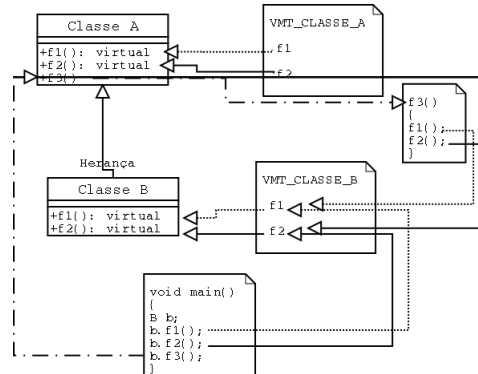 Classe A
+f1(): virtual
+f2(): virtual
+f3()
VMT_CLASSE_A
f1
f2
f3()
{
f1();
f2();
}
Herança
Classe B
+f1(): virtual
+f2(): virtual
VMT_CLASSE_B
f1
f2
void main()
{
B b;
b.f1();
b.f2();
b.f3();
}